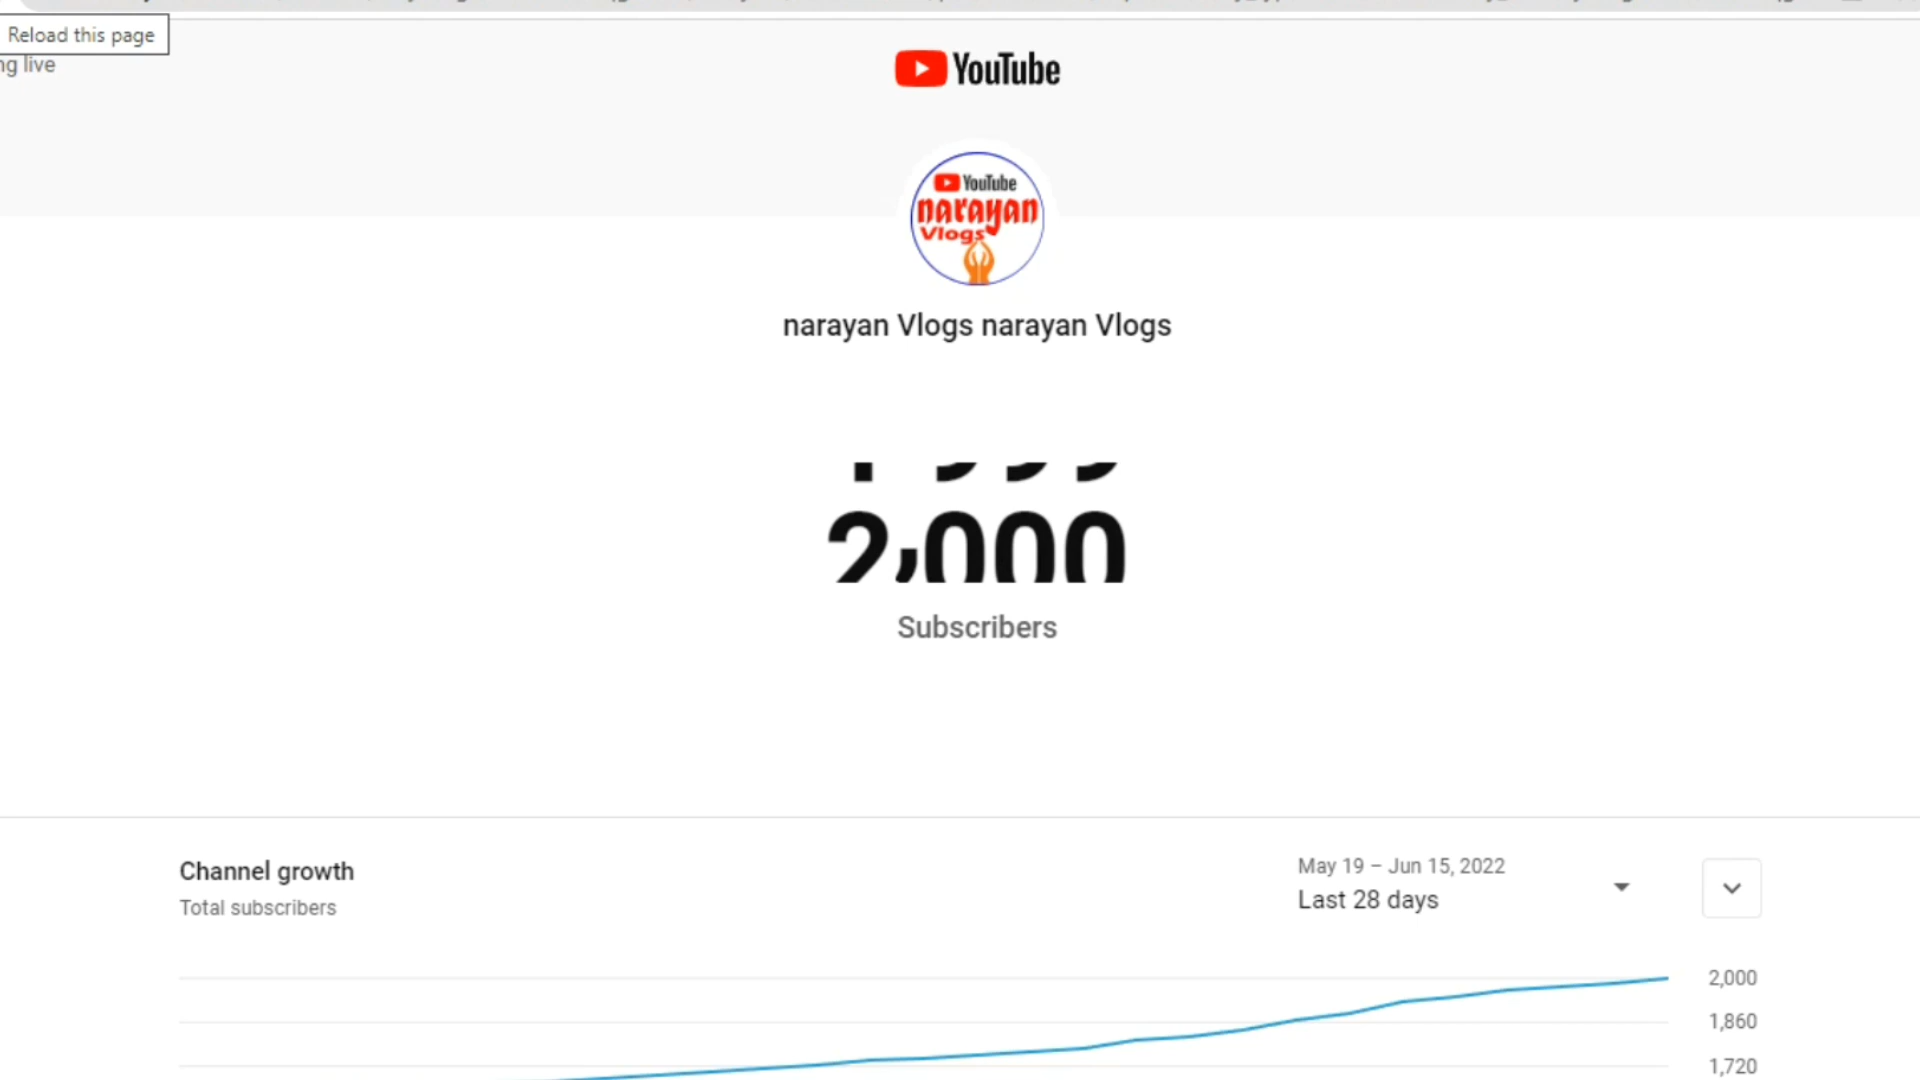 Reload this page
ng live
YouTube
YouTube
narayan
Vlogs
narayan Vlogs narayan Vlogs
2,000
Subscribers
Channel growth
Total subscribers
May 19 – Jun 15, 2022
Last 28 days
2,000
1,860
1,720